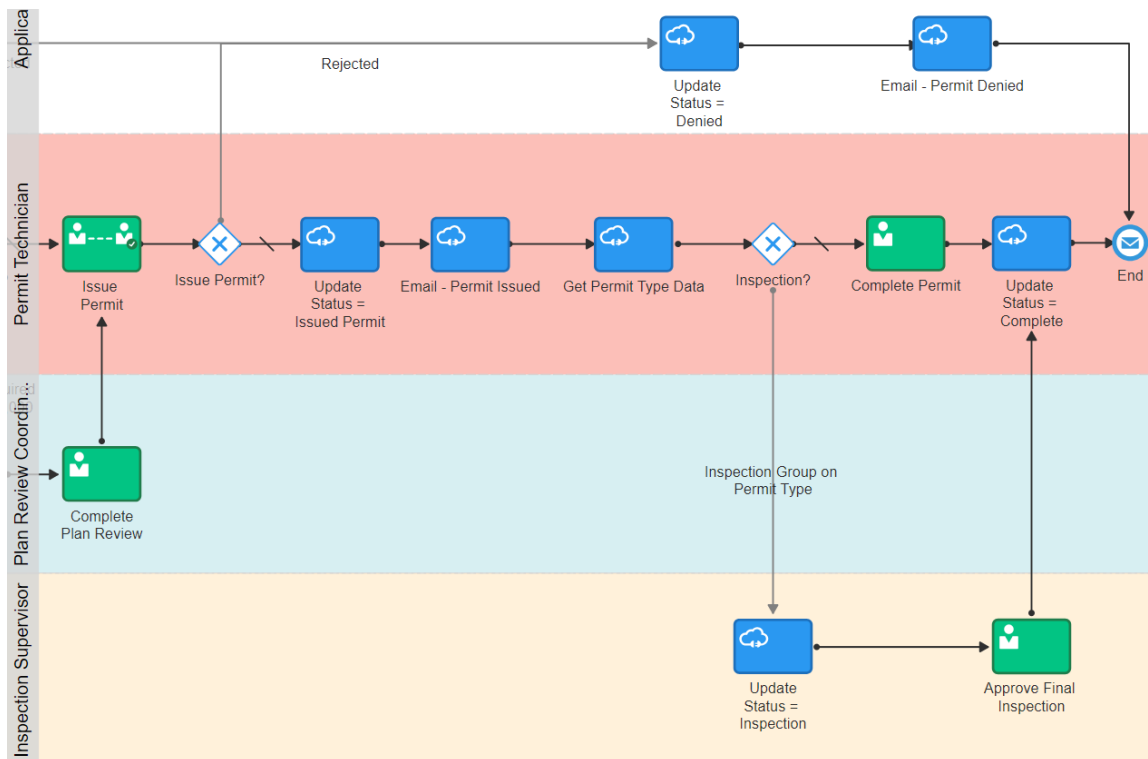 Applica
Rejected
Update
Status =
Denied
Email - Permit Denied
Permit Technician
Issue
Permit
Issue Permit?
Update
Status =
Issued Permit
Email - Permit Issued
Get Permit Type Data
Inspection?
Complete Permit
Update
Status =
Complete
End
Plan Review Coordin...
Complete
Plan Review
Inspection Group on
Permit Type
Inspection Supervisor
Update
Status =
Inspection
Approve Final
Inspection